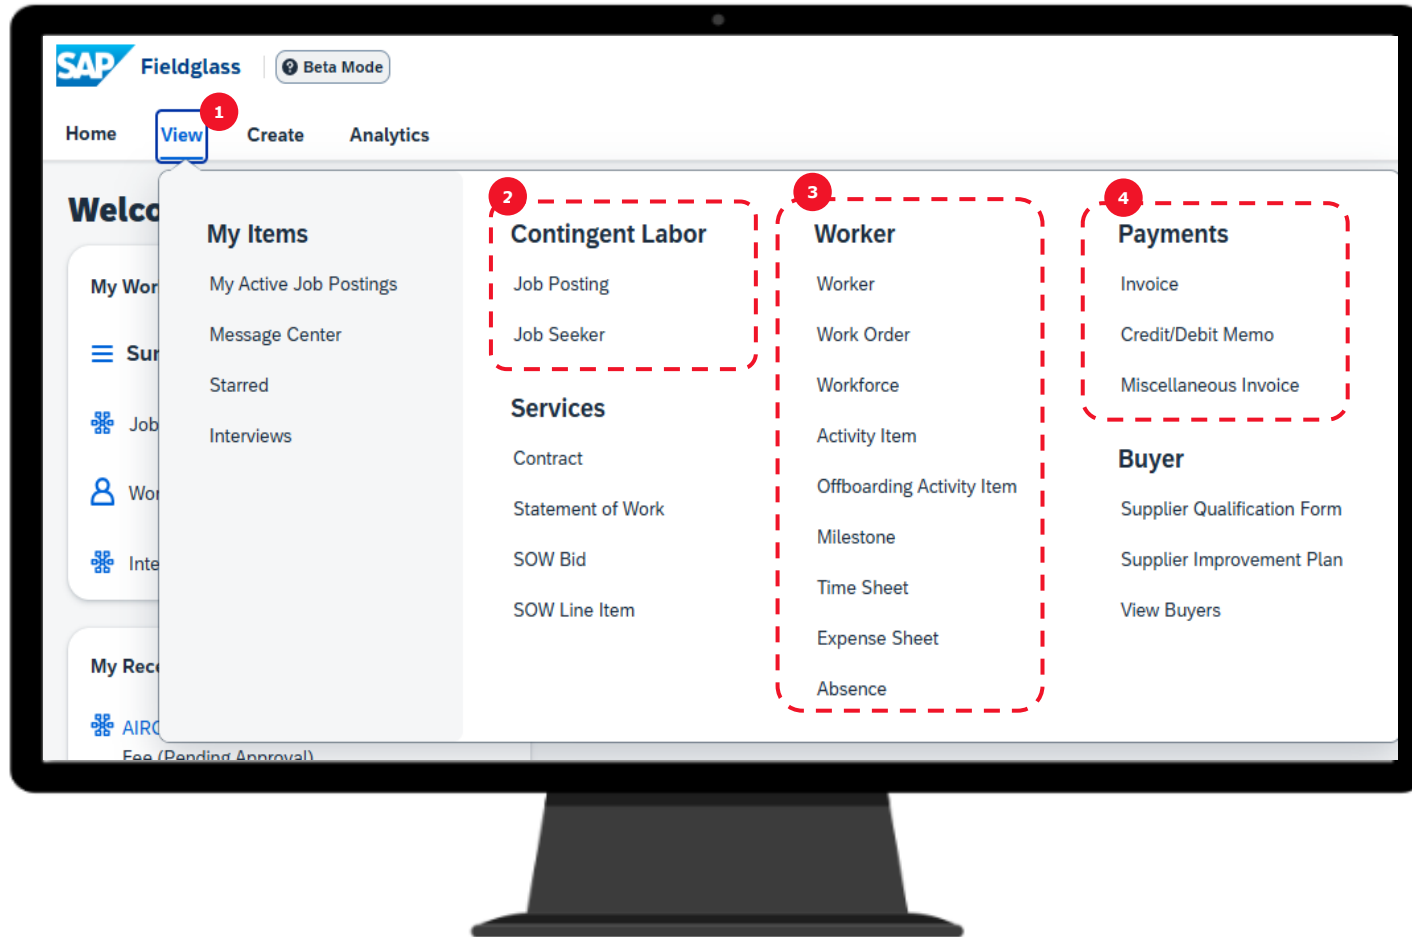 SAP Fieldglass Beta Mode
1
Home View Create Analytics
Welco
My Wor
Sur
Job
Wor
Inte
My Rece
AIRC
Fee (Pending Approval)
My Items
My Active Job Postings
Message Center
Starred
Interviews
2
Contingent Labor
Job Posting
Job Seeker
Services
Contract
Statement of Work
SOW Bid
SOW Line Item
3
Worker
Worker
Work Order
Workforce
Activity Item
Offboarding Activity Item
Milestone
Time Sheet
Expense Sheet
Absence
4
Payments
Invoice
Credit/Debit Memo
Miscellaneous Invoice
Buyer
Supplier Qualification Form
Supplier Improvement Plan
View Buyers